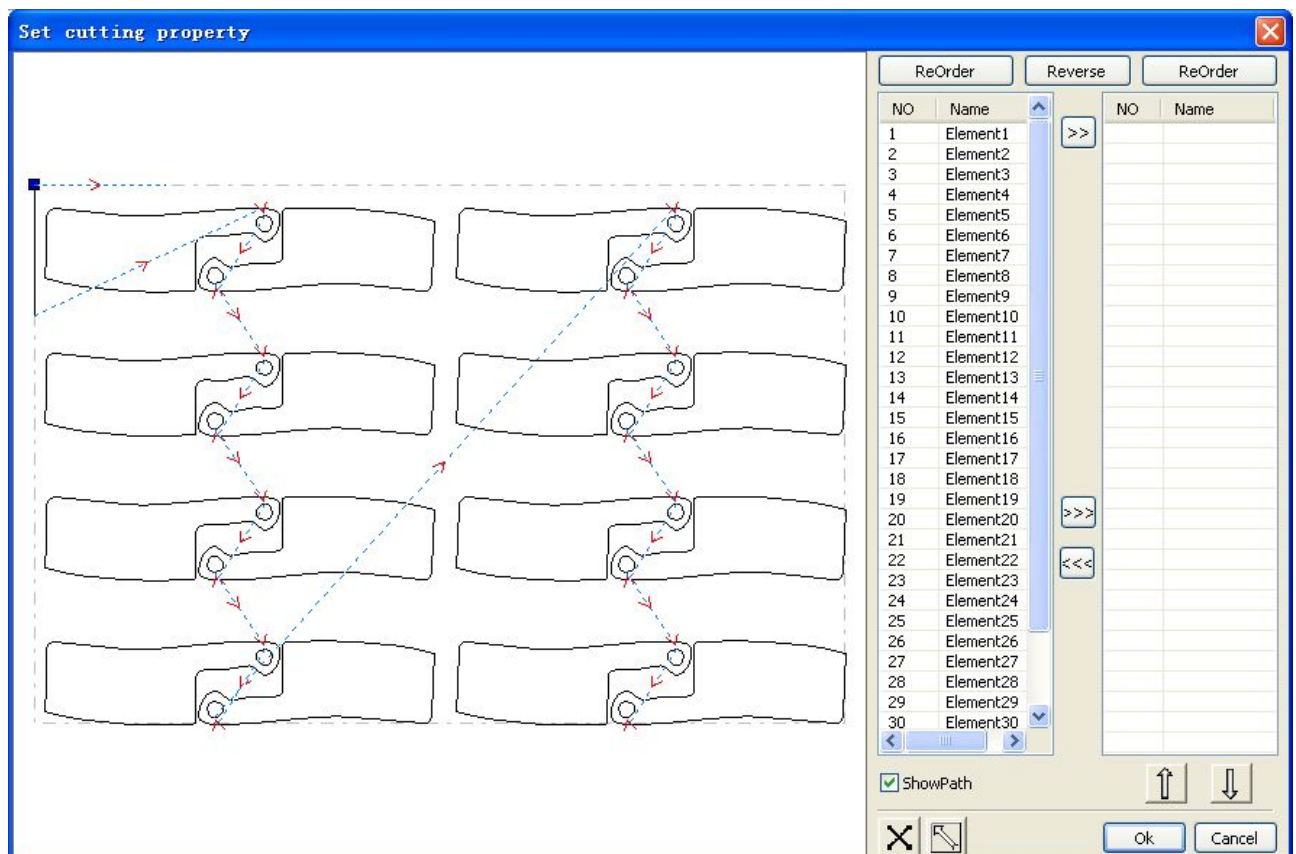 Set cutting property
ReOrder Reverse ReOrder
NO Name
1 Element1
2 Element2
3 Element3
4 Element4
5 Element5
6 Element6
7 Element7
8 Element8
9 Element9
10 Element10
11 Element11
12 Element12
13 Element13
14 Element14
15 Element15
16 Element16
17 Element17
18 Element18
19 Element19
20 Element20
21 Element21
22 Element22
23 Element23
24 Element24
25 Element25
26 Element26
27 Element27
28 Element28
29 Element29
30 Element30
>>
>>>
<<<
NO Name
ShowPath
Ok Cancel